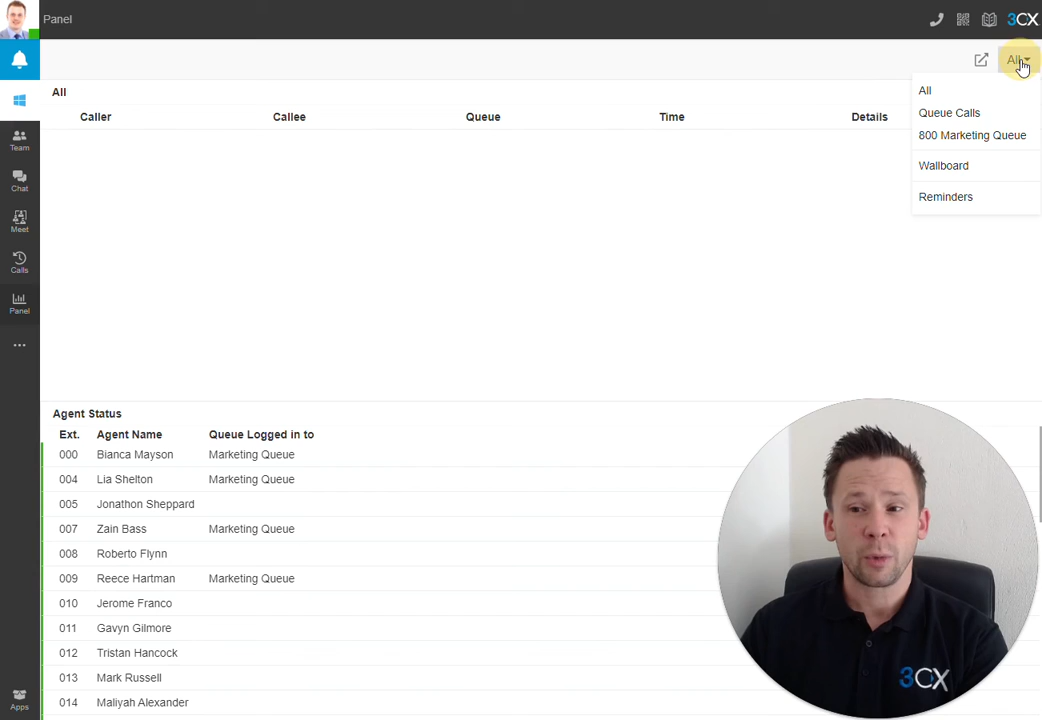 Panel
3CX
All
All
Queue Calls
800 Marketing Queue
Wallboard
Reminders
All
Caller Callee Queue Time Details
Team
Chat
Meet
Calls
Panel
Apps
Agent Status
Ext. Agent Name Queue Logged in to
000 Bianca Mayson Marketing Queue
004 Lia Shelton Marketing Queue
005 Jonathon Sheppard
007 Zain Bass Marketing Queue
008 Roberto Flynn
009 Reece Hartman Marketing Queue
010 Jerome Franco
011 Gavyn Gilmore
012 Tristan Hancock
013 Mark Russell
014 Maliyah Alexander
3CX